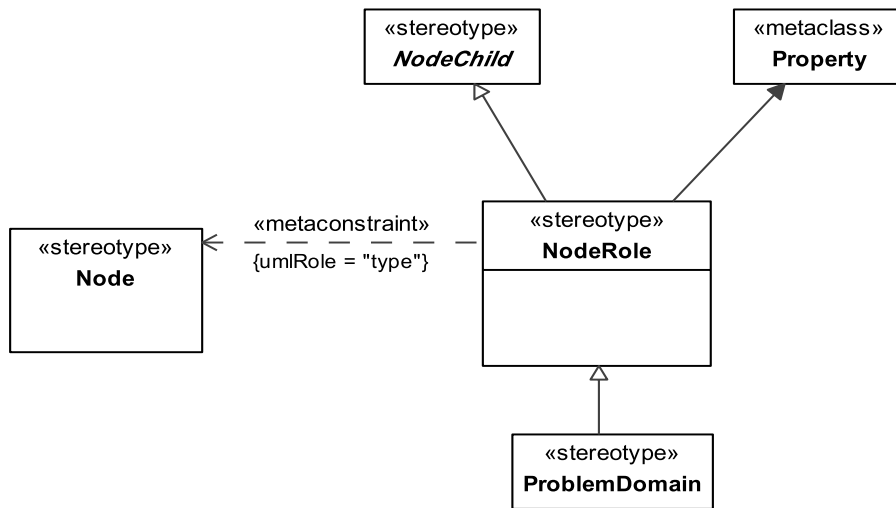 «stereotype»
NodeChild
«metaclass»
Property
«metaconstraint»
{umlRole = "type"}
«stereotype»
Node
«stereotype»
NodeRole
«stereotype»
ProblemDomain